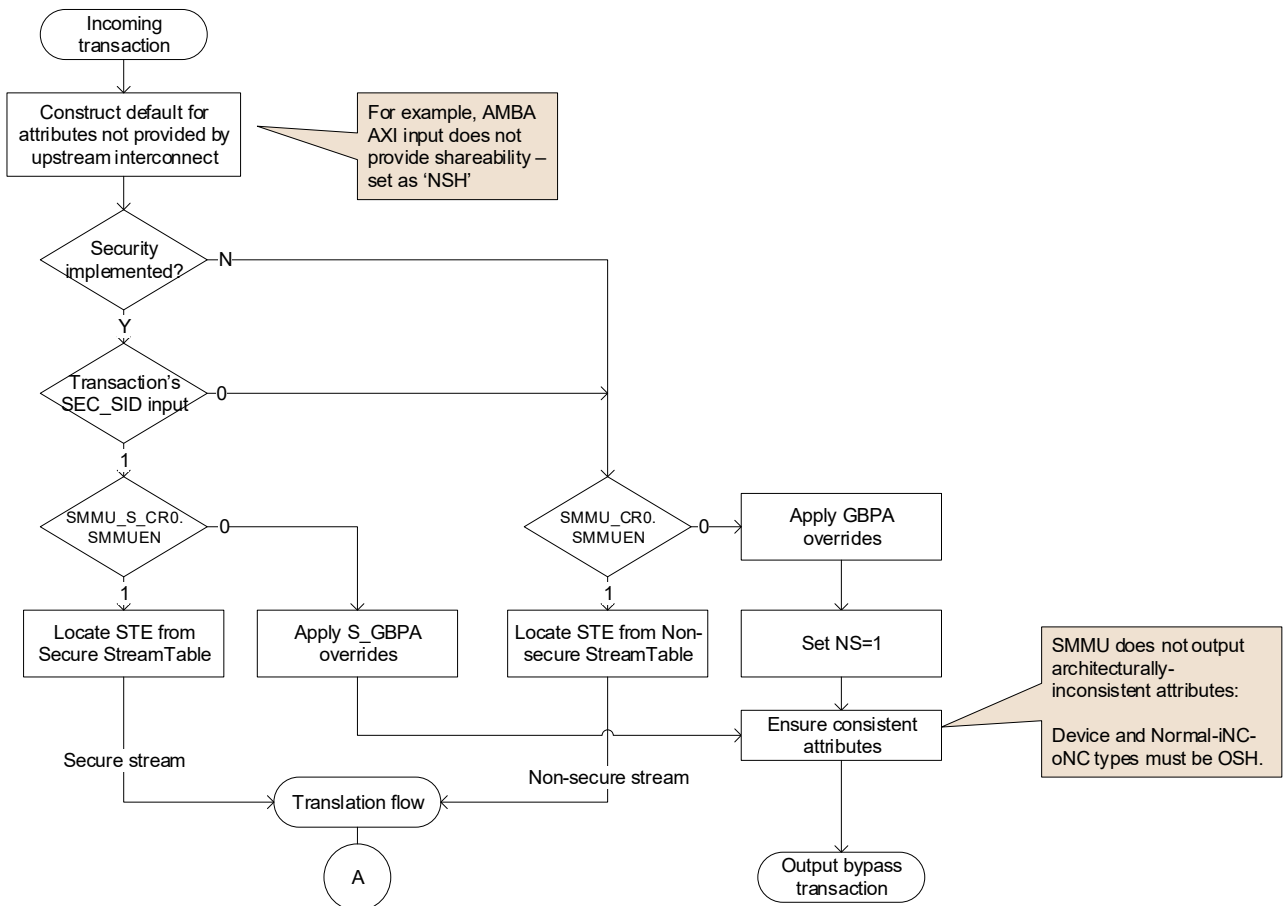 Incoming
transaction
Construct default for
attributes not provided by
upstream interconnect
For example, AMBA
AXI input does not
provide shareability –
set as ‘NSH’
Security
implemented?
N
Y
Transaction’s
SEC_SID input
0
1
SMMU_S_CR0.
SMMUEN
0
1
SMMU_CR0.
SMMUEN
0
1
Apply GBPA
overrides
Locate STE from
Secure StreamTable
Apply S_GBPA
overrides
Locate STE from Non-
secure StreamTable
Set NS=1
SMMU does not output
architecturally-
inconsistent attributes:
Device and Normal-iNC-
oNC types must be OSH.
Ensure consistent
attributes
Secure stream
Non-secure stream
Translation flow
A
Output bypass
transaction